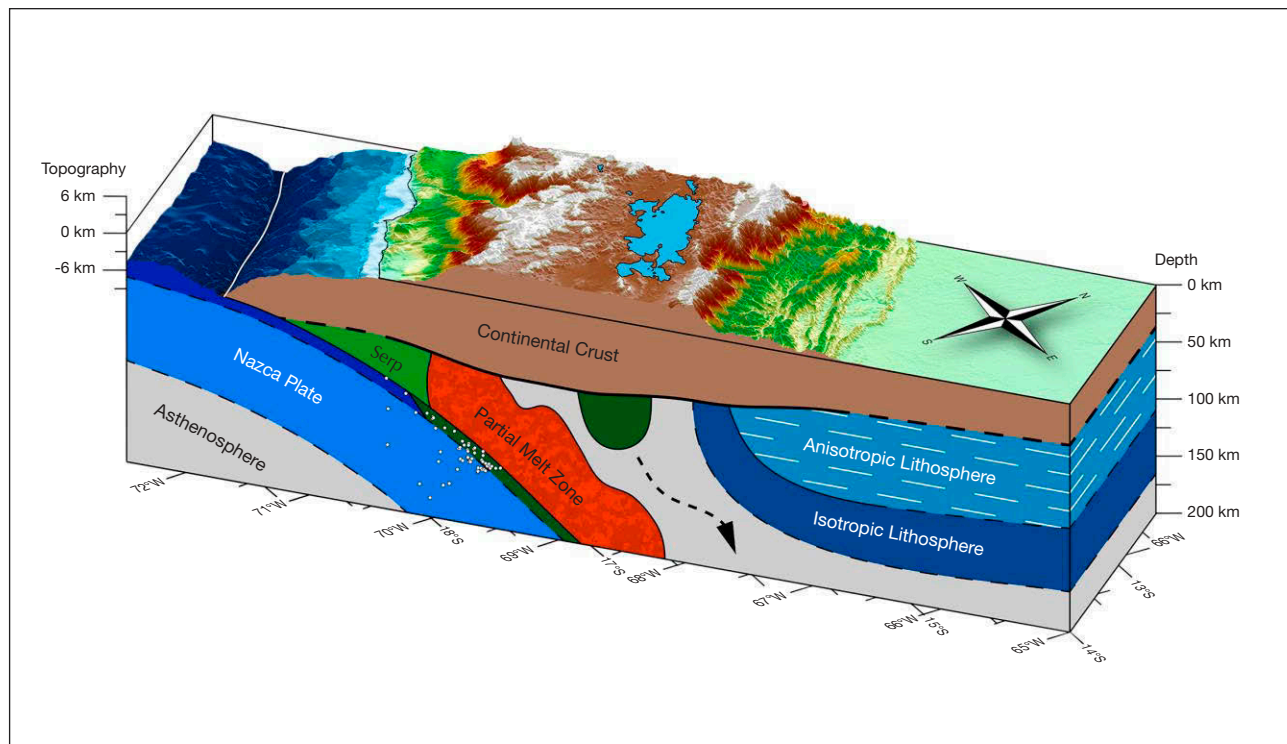 Topography
6 km
0 km
-6 km
Depth
0 km
50 km
100 km
150 km
200 km
W
N
S
E
Continental Crust
Serp
Nazca Plate
Asthenosphere
Partial Melt Zone
Anisotropic Lithosphere
Isotropic Lithosphere
72°W
71°W
70°W
18°S
69°W
17°S
68°W
67°W
66°W
15°S
65°W
14°S
13°S
66°W